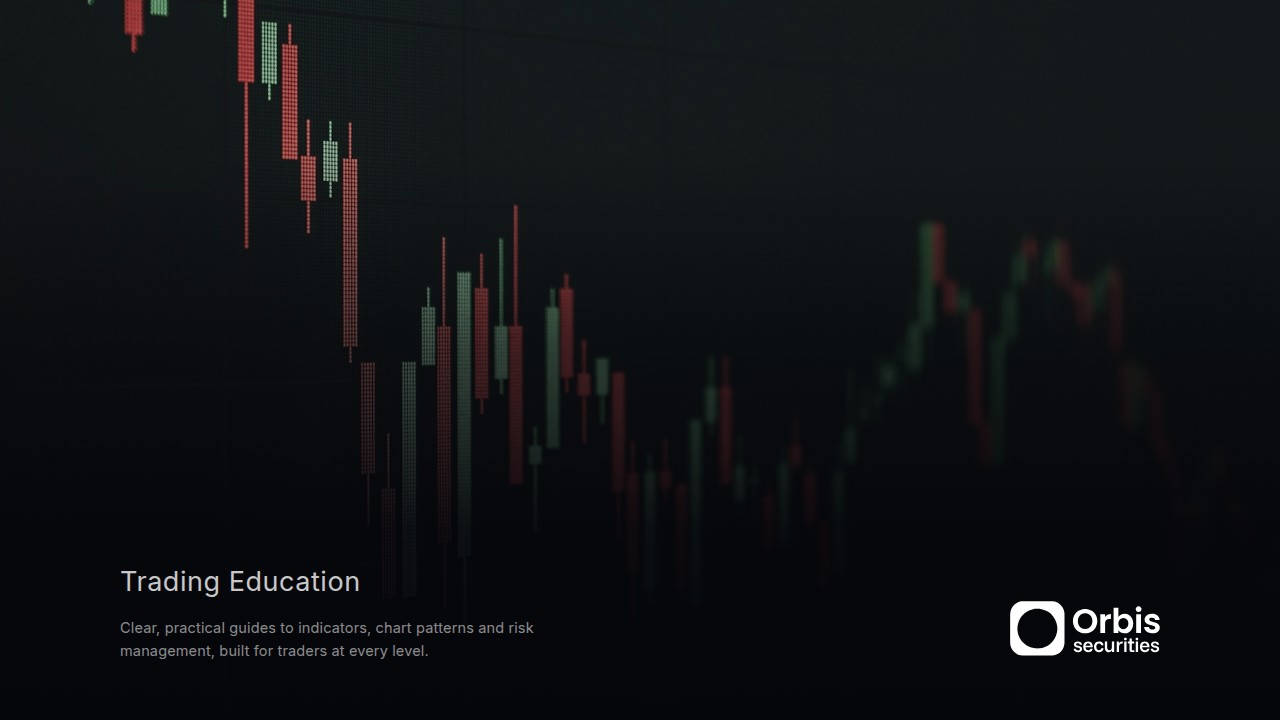 Trading Education
Clear, practical guides to indicators, chart patterns and risk
management, built for traders at every level.
Orbis
securities